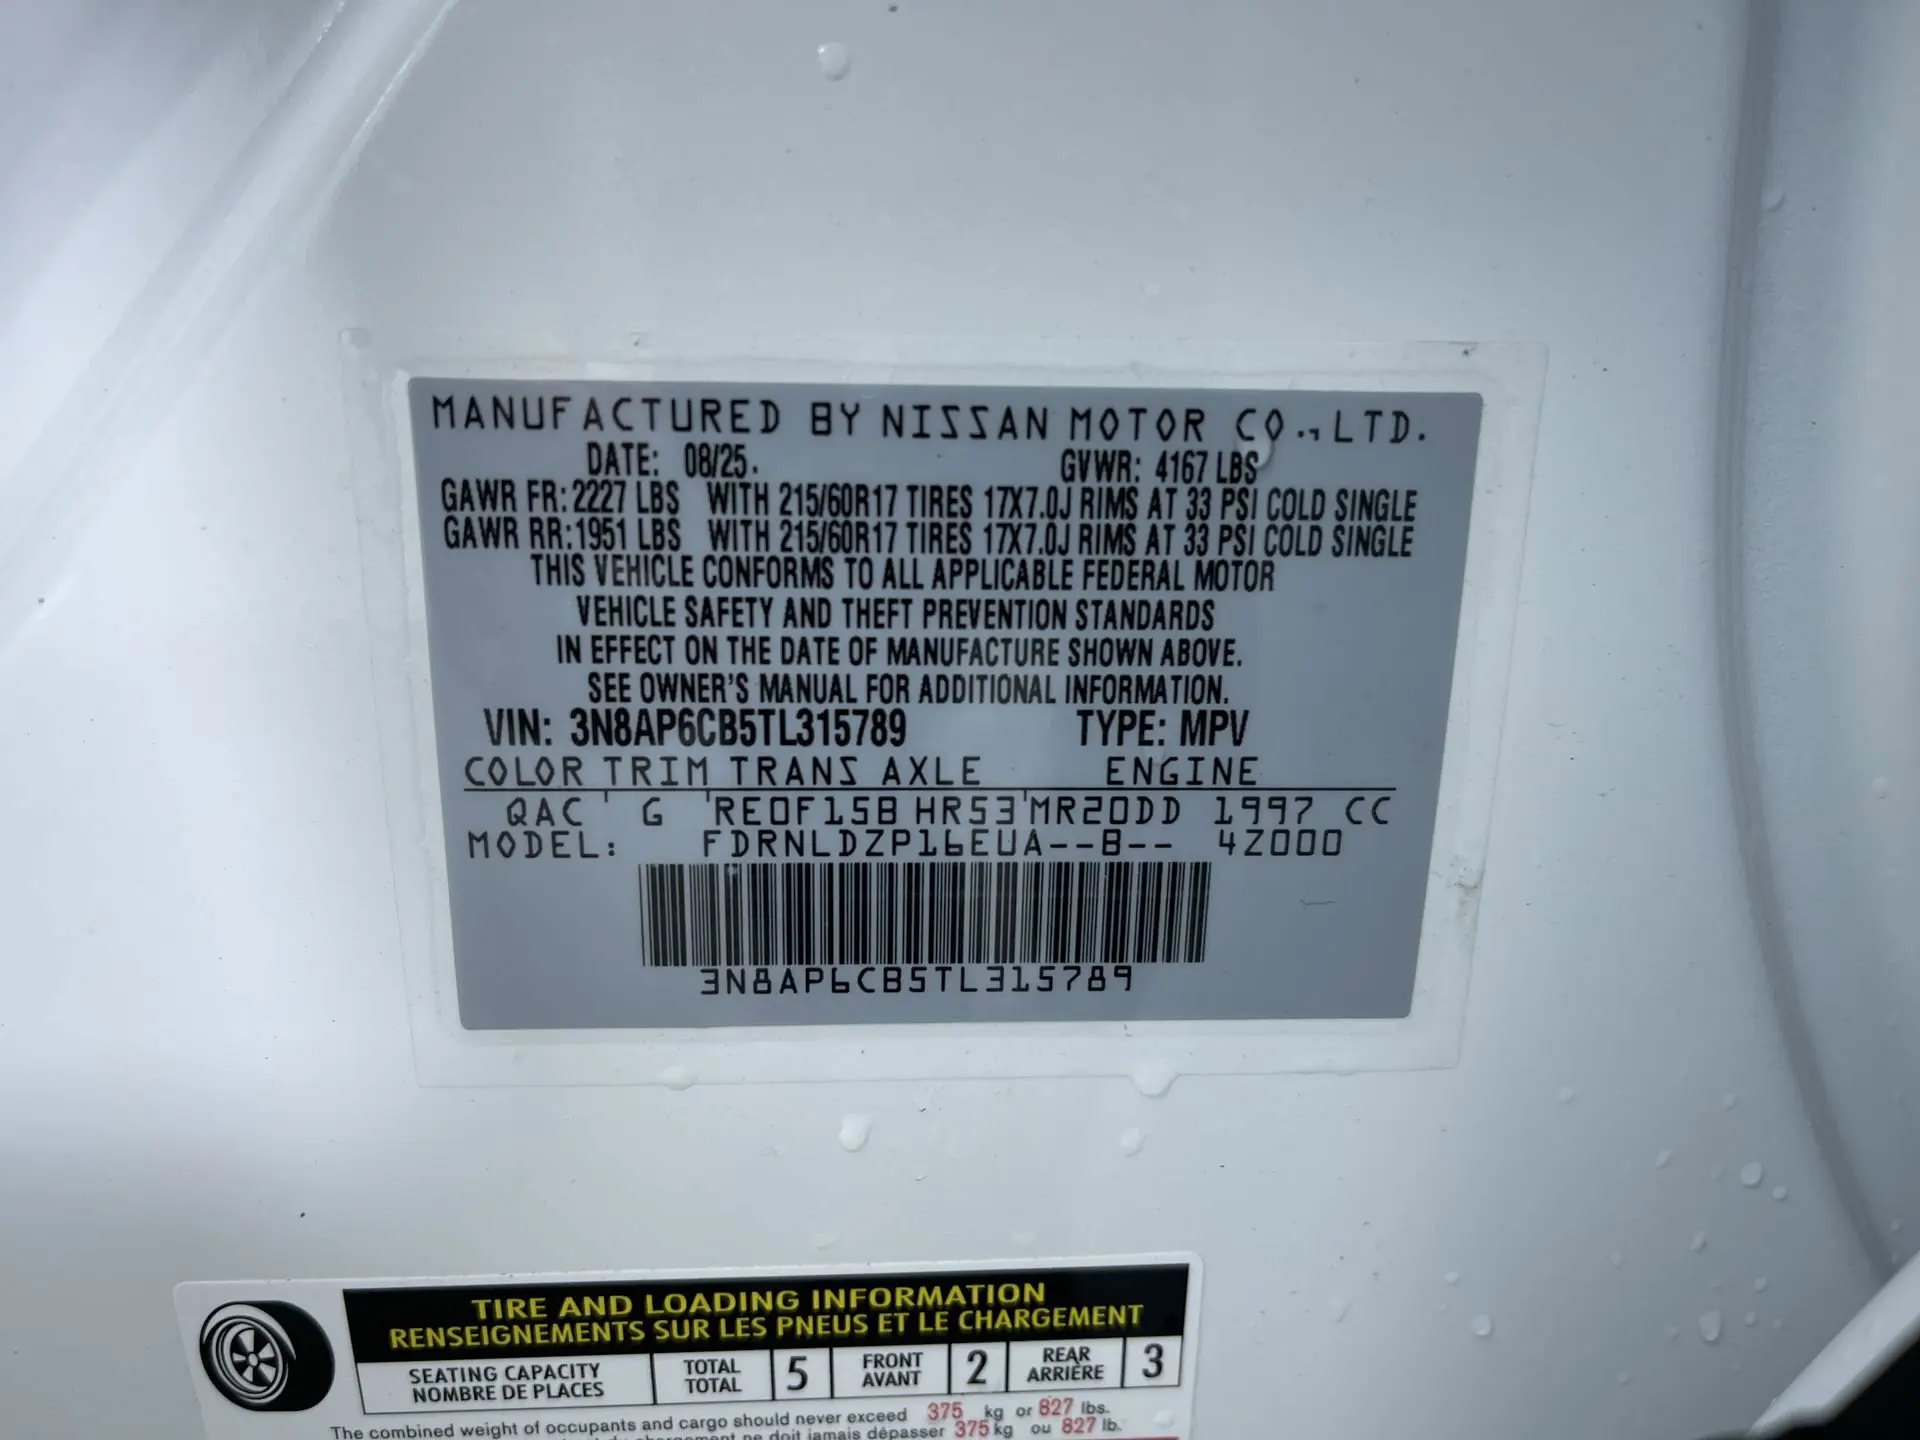 MANUFACTURED BY NISSAN MOTOR CO., LTD.
DATE: 08/25. GVWR: 4167 LBS
GAWR FR: 2227 LBS WITH 215/60R17 TIRES 17X7.0J RIMS AT 33 PSI COLD SINGLE
GAWR RR: 1951 LBS WITH 215/60R17 TIRES 17X7.0J RIMS AT 33 PSI COLD SINGLE
THIS VEHICLE CONFORMS TO ALL APPLICABLE FEDERAL MOTOR
VEHICLE SAFETY AND THEFT PREVENTION STANDARDS
IN EFFECT ON THE DATE OF MANUFACTURE SHOWN ABOVE.
SEE OWNER'S MANUAL FOR ADDITIONAL INFORMATION.
VIN: 3N8AP6CB5TL315789 TYPE: MPV
COLOR TRIM TRANS AXLE ENGINE
QAC G RE0F15B HR53 MR20DD 1997 CC
MODEL: FDRNLDZP16EUA--B-- 4Z000
3N8AP6CB5TL315789
TIRE AND LOADING INFORMATION
RENSEIGNEMENTS SUR LES PNEUS ET LE CHARGEMENT
SEATING CAPACITY TOTAL 5 FRONT 2 REAR 3
NOMBRE DE PLACES TOTAL AVANT ARRIÈRE
The combined weight of occupants and cargo should never exceed 375 kg or 827 lbs.
chargement ne doit jamais dépasser 375 kg ou 827 lb.